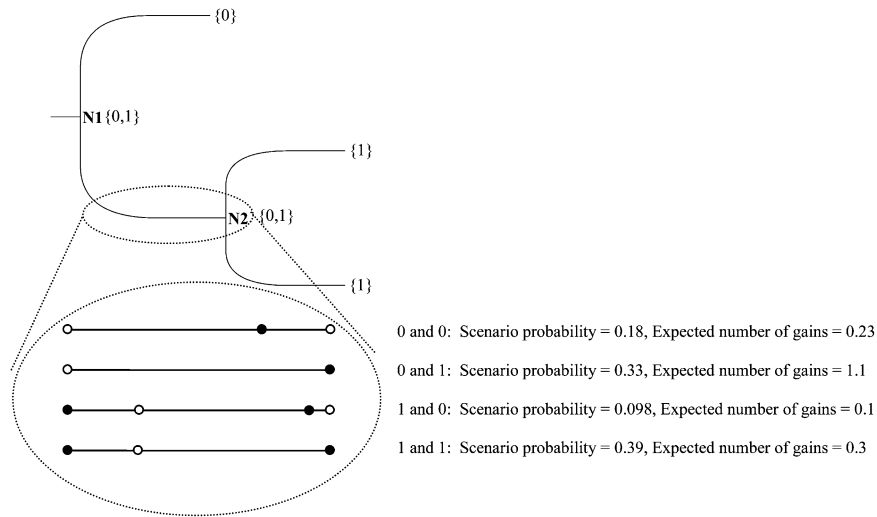 {0}
N1{0,1}
{1}
N2 {0,1}
{1}
0 and 0: Scenario probability = 0.18, Expected number of gains = 0.23
0 and 1: Scenario probability = 0.33, Expected number of gains = 1.1
1 and 0: Scenario probability = 0.098, Expected number of gains = 0.1
1 and 1: Scenario probability = 0.39, Expected number of gains = 0.3